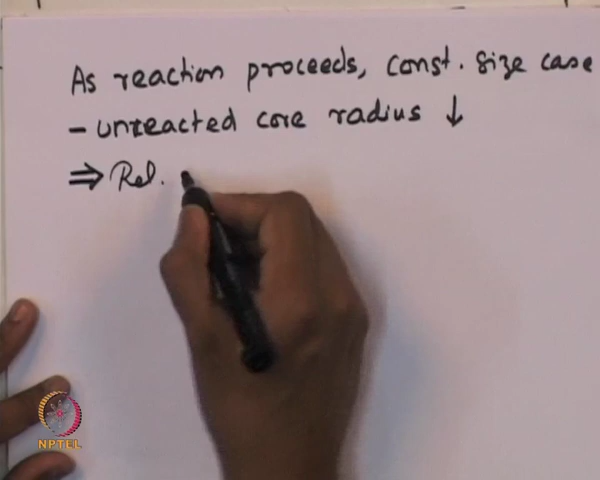 As reaction proceeds, const. size case
- unreacted core radius ↓
⇒ Rel.
NPTEL